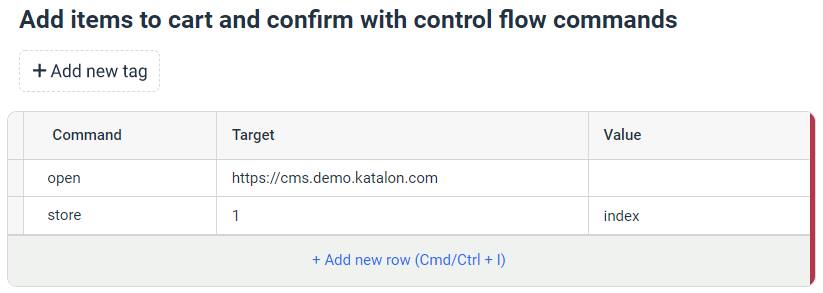 Add items to cart and confirm with control flow commands
+ Add new tag
Command Target Value
open https://cms.demo.katalon.com
store 1 index
+ Add new row (Cmd/Ctrl + I)